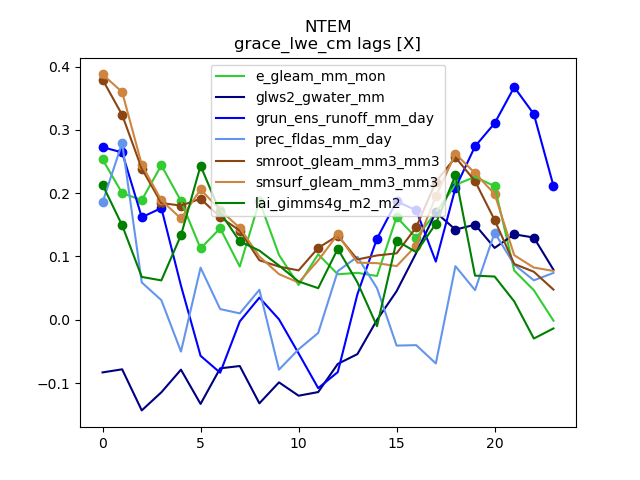 NTEM
grace_lwe_cm lags [X]
0.4
0.3
0.2
0.1
0.0
−0.1
0
5
10
15
20
e_gleam_mm_mon
glws2_gwater_mm
grun_ens_runoff_mm_day
prec_fldas_mm_day
smroot_gleam_mm3_mm3
smsurf_gleam_mm3_mm3
lai_gimms4g_m2_m2